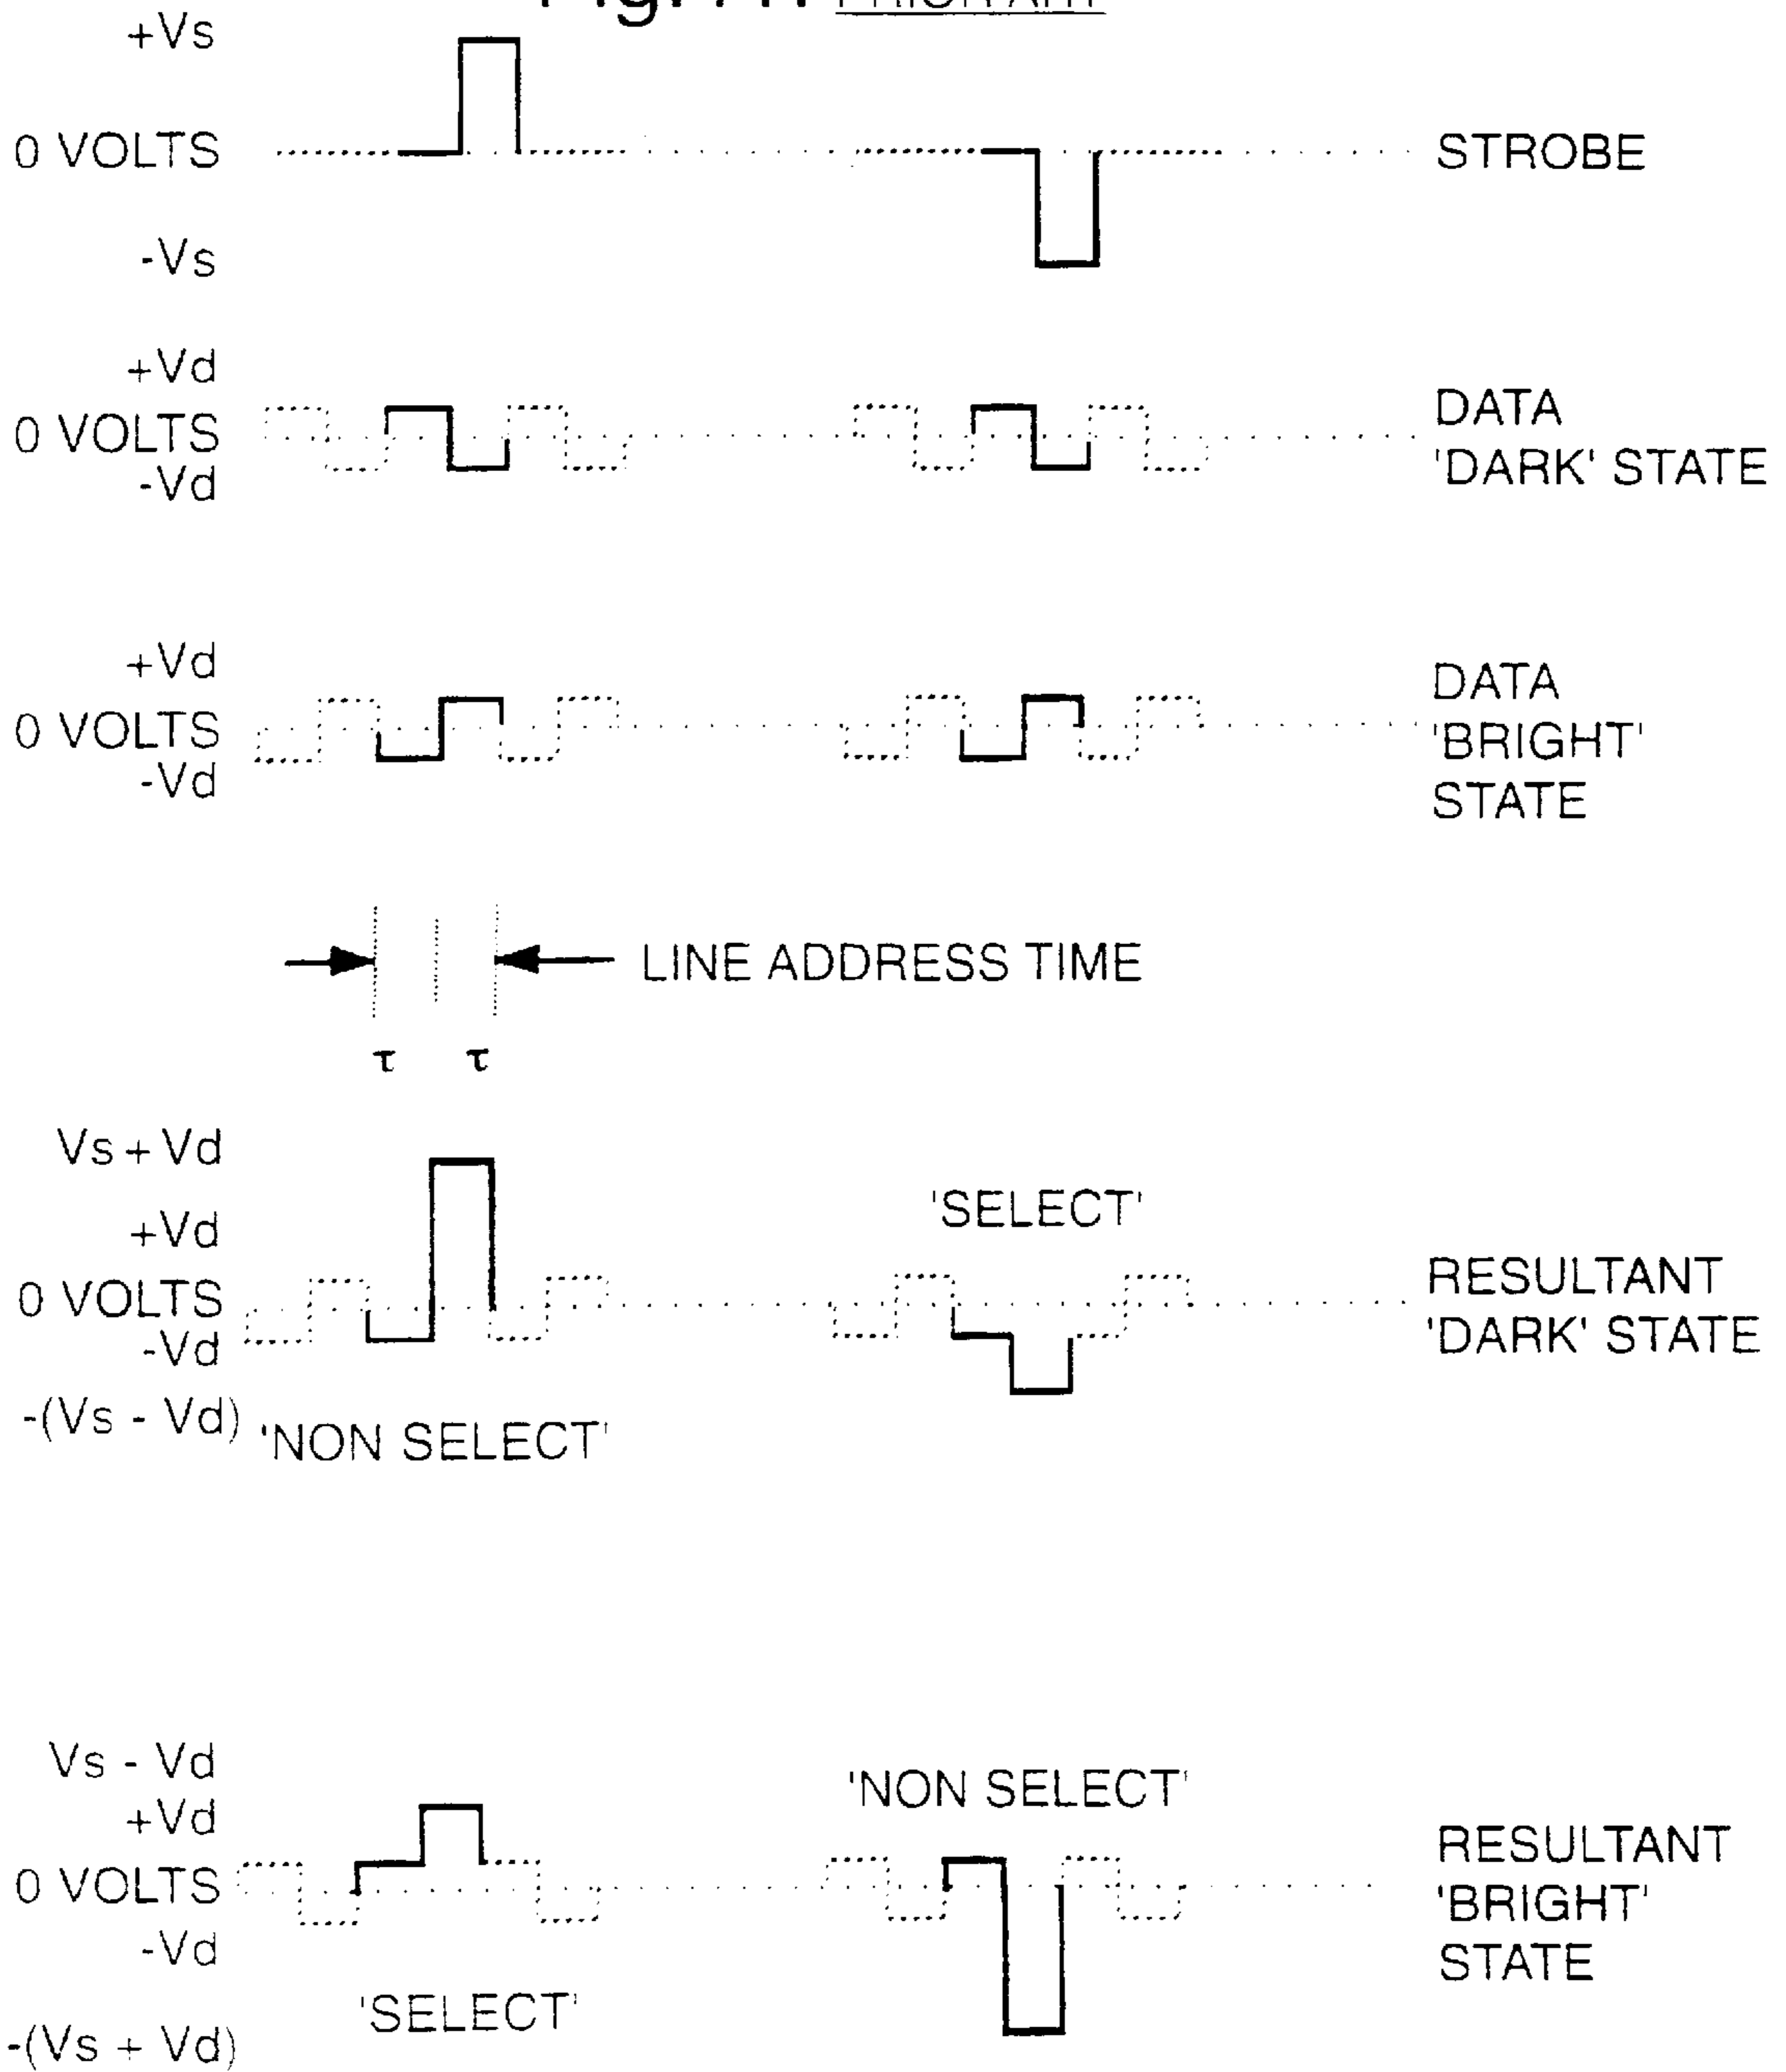 PRIOR ART
+Vs
0 VOLTS
STROBE
-Vs
+Vd
0 VOLTS
-Vd
DATA
'DARK' STATE
+Vd
0 VOLTS
-Vd
DATA
'BRIGHT'
STATE
LINE ADDRESS TIME
τ τ
Vs + Vd
+Vd
0 VOLTS
-Vd
-(Vs - Vd)
'NON SELECT'
'SELECT'
RESULTANT
'DARK' STATE
Vs - Vd
+Vd
0 VOLTS
-Vd
-(Vs + Vd)
'SELECT'
'NON SELECT'
RESULTANT
'BRIGHT'
STATE